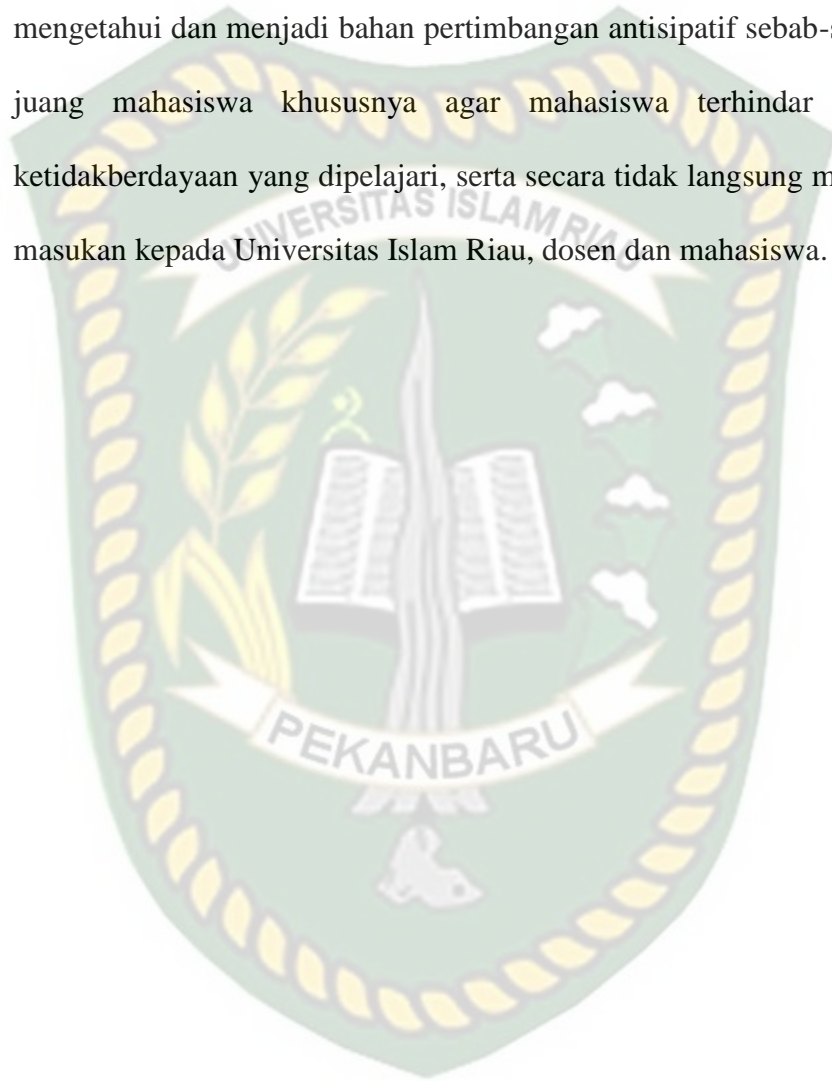 mengetahui dan menjadi bahan pertimbangan antisipatif sebab-s
juang mahasiswa khususnya agar mahasiswa terhindar
ketidakberdayaan yang dipelajari, serta secara tidak langsung m
masukan kepada Universitas Islam Riau, dosen dan mahasiswa.
UNIVERSITAS ISLAM RIAU
PEKANBARU